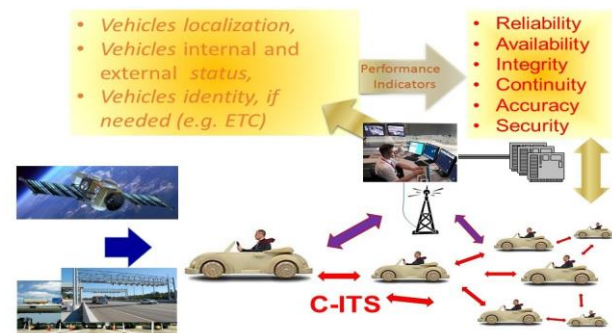 • Vehicles localization,
• Vehicles internal and
external status,
• Vehicles identity, if
needed (e.g. ETC)
Performance
Indicators
• Reliability
• Availability
• Integrity
• Continuity
• Accuracy
• Security
C-ITS